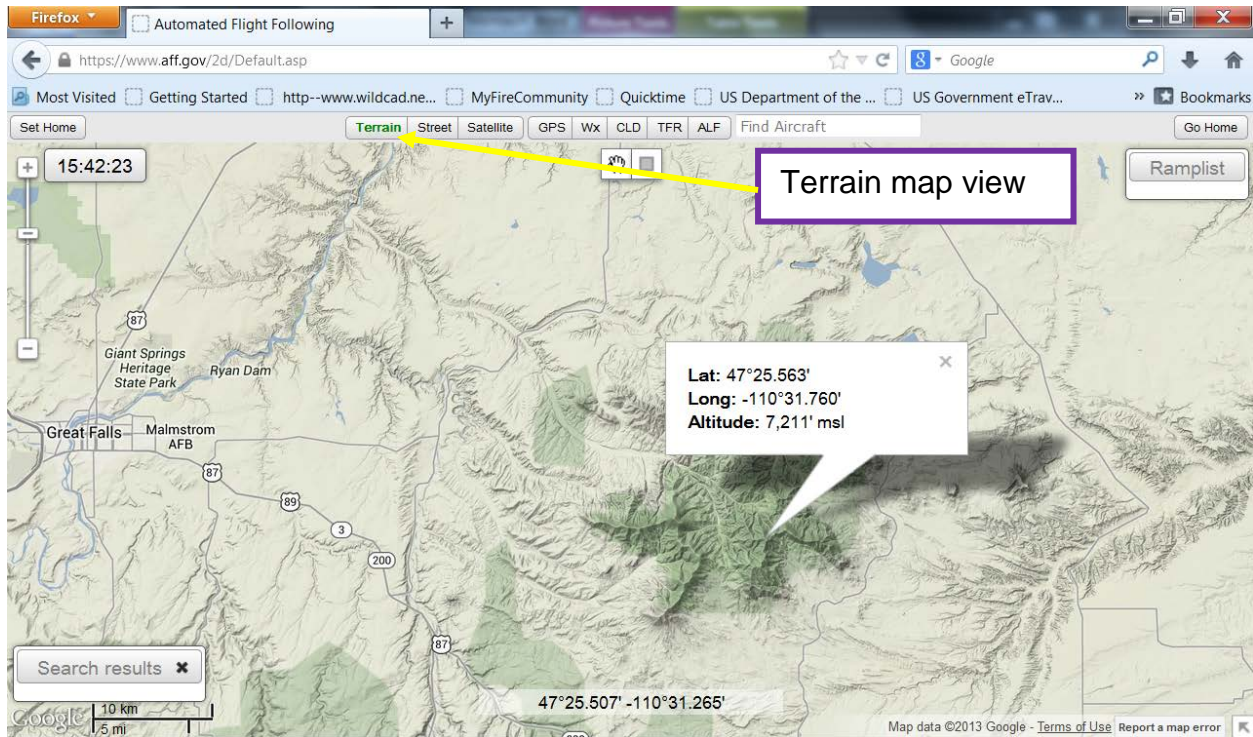 Firefox
Automated Flight Following
+
https://www.aff.gov/2d/Default.asp
8 Google
Most Visited Getting Started http--www.wildcad.ne... MyFireCommunity Quicktime US Department of the ... US Government eTrav... » Bookmarks
Set Home Terrain Street Satellite GPS Wx CLD TFR ALF Find Aircraft Go Home
+ 15:42:23
Terrain map view
Ramplist
87
Giant Springs
Heritage
State Park
Ryan Dam
Lat: 47°25.563'
Long: -110°31.760'
Altitude: 7,211' msl
Great Falls
Malmstrom
AFB
87
89
3
200
87
Search results ✖
47°25.507' -110°31.265'
Google
10 km
5 mi
200
Map data ©2013 Google - Terms of Use Report a map error